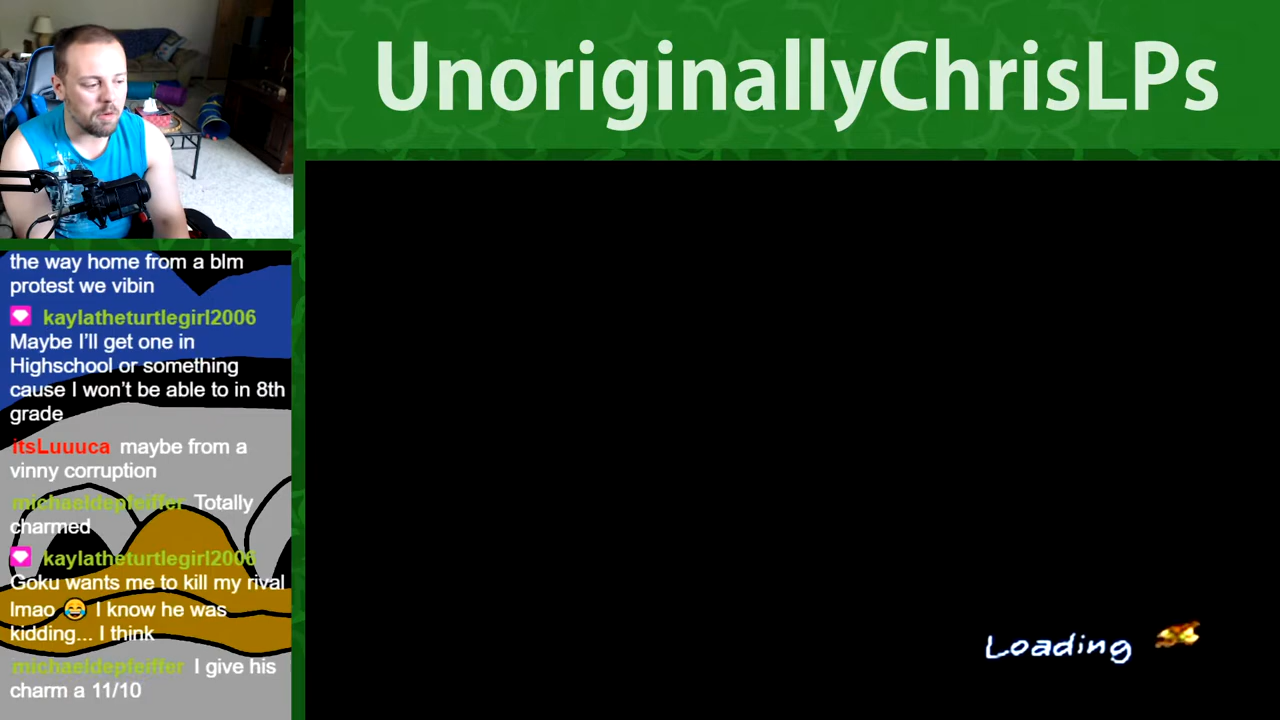 UnoriginallyChrisLPs
the way home from a blm
protest we vibin
kaylatheturtlegirl2006
Maybe I'll get one in
Highschool or something
cause I won't be able to in 8th
grade
itsLuuuca maybe from a
vinny corruption
michaeldepfeiffer Totally
charmed
kaylatheturtlegirl2006
Goku wants me to kill my rival
lmao 😂 I know he was
kidding... I think
michaeldepfeiffer I give his
charm a 11/10
Loading